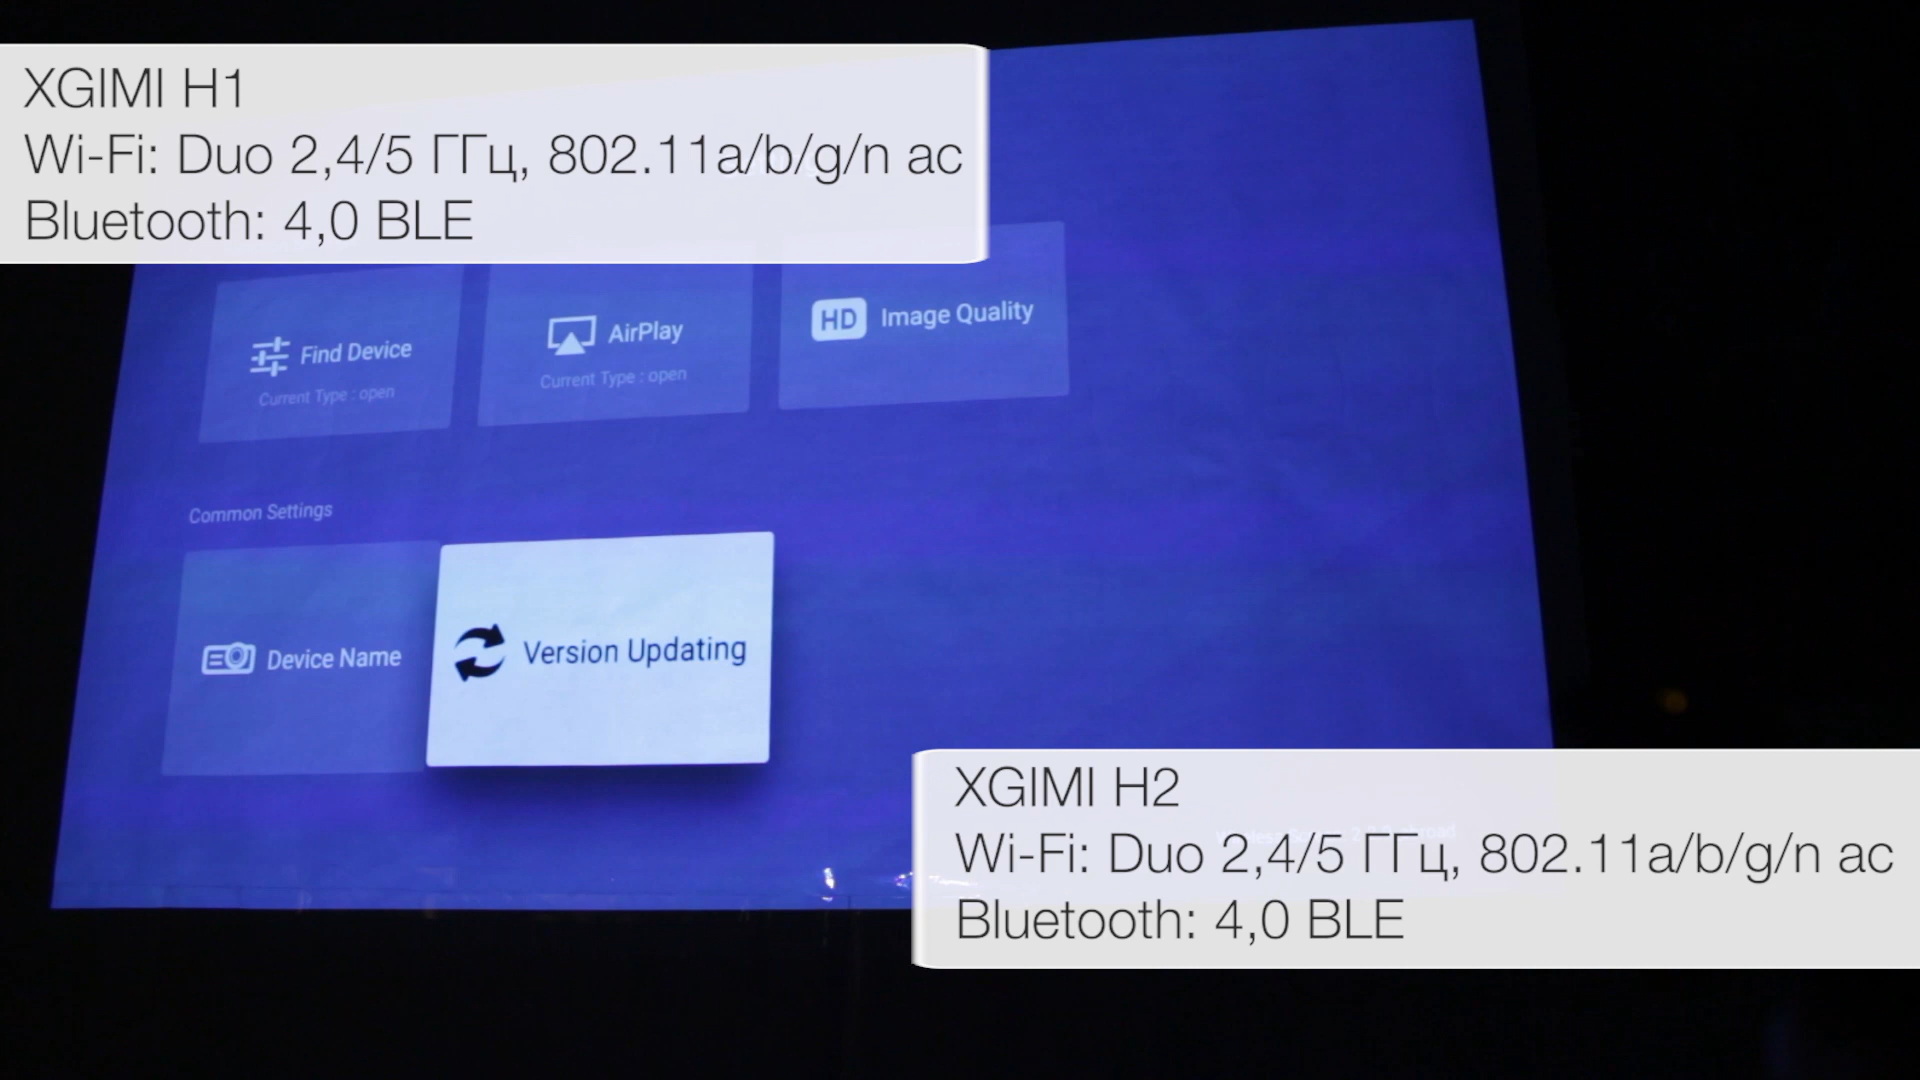 XGIMI H1
Wi-Fi: Duo 2,4/5 ГГц, 802.11a/b/g/n ac
Bluetooth: 4,0 BLE
Find Device
Current Type : open
AirPlay
Current Type : open
HD Image Quality
Common Settings
Device Name
Version Updating
XGIMI H2
Wi-Fi: Duo 2,4/5 ГГц, 802.11a/b/g/n ac
Bluetooth: 4,0 BLE